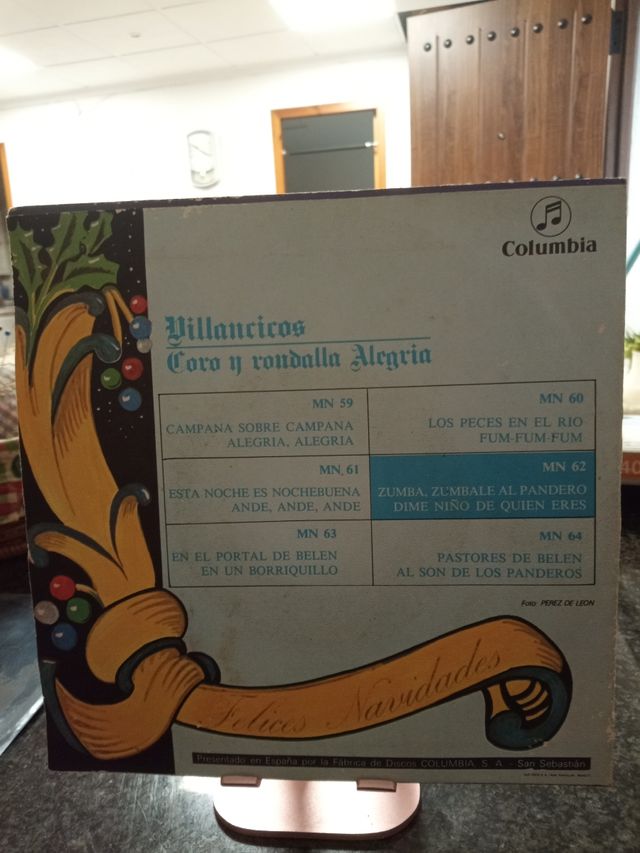 Columbia
Villancicos
Coro y rondalla Alegria
MN 59
CAMPANA SOBRE CAMPANA
ALEGRIA, ALEGRIA
MN 60
LOS PECES EN EL RIO
FUM-FUM-FUM
MN 61
ESTA NOCHE ES NOCHEBUENA
ANDE, ANDE, ANDE
MN 62
ZUMBA, ZUMBALE AL PANDERO
DIME NIÑO DE QUIEN ERES
MN 63
EN EL PORTAL DE BELEN
EN UN BORRIQUILLO
MN 64
PASTORES DE BELEN
AL SON DE LOS PANDEROS
Foto: PEREZ DE LEON
Felices Navidades
Presentado en España por la Fábrica de Discos COLUMBIA, S. A. - San Sebastián